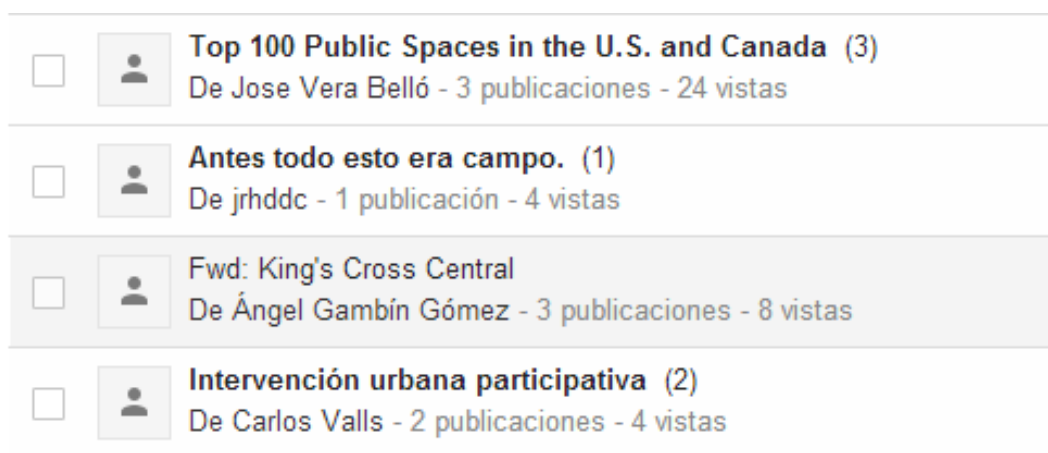 Top 100 Public Spaces in the U.S. and Canada (3)
De Jose Vera Belló - 3 publicaciones - 24 vistas
Antes todo esto era campo. (1)
De jrhddc - 1 publicación - 4 vistas
Fwd: King's Cross Central
De Ángel Gambín Gómez - 3 publicaciones - 8 vistas
Intervención urbana participativa (2)
De Carlos Valls - 2 publicaciones - 4 vistas